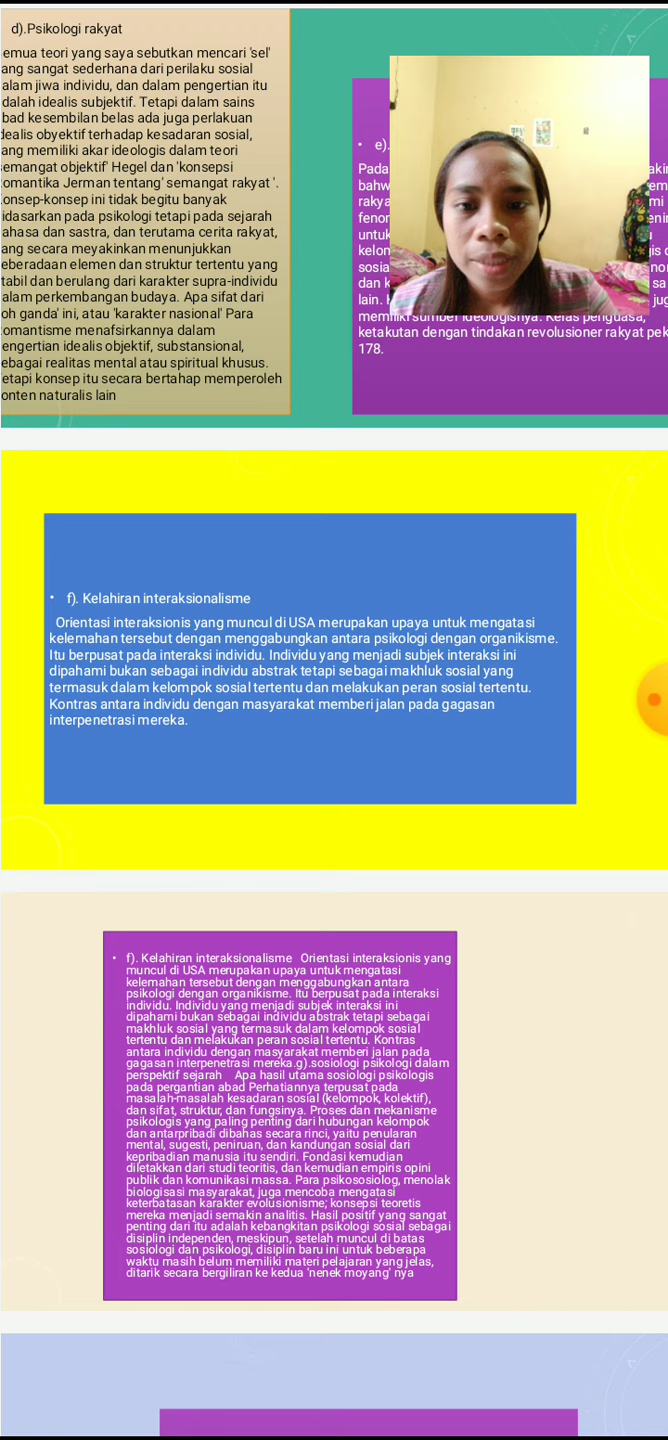 d).Psikologi rakyat
emua teori yang saya sebutkan mencari 'sel'
ang sangat sederhana dari perilaku sosial
alam jiwa individu, dan dalam pengertian itu
dalah idealis subjektif. Tetapi dalam sains
bad kesembilan belas ada juga perlakuan
dealis obyektif terhadap kesadaran sosial,
ang memiliki akar ideologis dalam teori
semangat objektif' Hegel dan 'konsepsi
omantika Jerman tentang' semangat rakyat '.
onsep-konsep ini tidak begitu banyak
idasarkan pada psikologi tetapi pada sejarah
ahasa dan sastra, dan terutama cerita rakyat,
ang secara meyakinkan menunjukkan
eberadaan elemen dan struktur tertentu yang
tabil dan berulang dari karakter supra-individu
alam perkembangan budaya. Apa sifat dari
oh ganda' ini, atau 'karakter nasional' Para
omantisme menafsirkannya dalam
engertian idealis objektif, substansional,
ebagai realitas mental atau spiritual khusus.
etapi konsep itu secara bertahap memperoleh
onten naturalis lain
• e).
Pada
bahw
rakya
fenor
untuk
kelon
sosia
dan k
lain.
memiliki sumber ideologisnya. Kelas penguasa,
ketakutan dengan tindakan revolusioner rakyat pek
178.
• f). Kelahiran interaksionalisme
Orientasi interaksionis yang muncul di USA merupakan upaya untuk mengatasi
kelemahan tersebut dengan menggabungkan antara psikologi dengan organikisme.
Itu berpusat pada interaksi individu. Individu yang menjadi subjek interaksi ini
dipahami bukan sebagai individu abstrak tetapi sebagai makhluk sosial yang
termasuk dalam kelompok sosial tertentu dan melakukan peran sosial tertentu.
Kontras antara individu dengan masyarakat memberi jalan pada gagasan
interpenetrasi mereka.
• f). Kelahiran interaksionalisme Orientasi interaksionis yang
muncul di USA merupakan upaya untuk mengatasi
kelemahan tersebut dengan menggabungkan antara
psikologi dengan organikisme. Itu berpusat pada interaksi
individu. Individu yang menjadi subjek interaksi ini
dipahami bukan sebagai individu abstrak tetapi sebagai
makhluk sosial yang termasuk dalam kelompok sosial
tertentu dan melakukan peran sosial tertentu. Kontras
antara individu dengan masyarakat memberi jalan pada
gagasan interpenetrasi mereka.g).sosiologi psikologi dalam
perspektif sejarah Apa hasil utama sosiologi psikologis
pada pergantian abad Perhatiannya terpusat pada
masalah-masalah kesadaran sosial (kelompok, kolektif),
dan sifat, struktur, dan fungsinya. Proses dan mekanisme
psikologis yang paling penting dari hubungan kelompok
dan antarpribadi dibahas secara rinci, yaitu penularan
mental, sugesti, peniruan, dan kandungan sosial dari
kepribadian manusia itu sendiri. Fondasi kemudian
diletakkan dari studi teoritis, dan kemudian empiris opini
publik dan komunikasi massa. Para psikososiolog, menolak
biologisasi masyarakat, juga mencoba mengatasi
keterbatasan karakter evolusionisme; konsepsi teoretis
mereka menjadi semakin analitis. Hasil positif yang sangat
penting dari itu adalah kebangkitan psikologi sosial sebagai
disiplin independen, meskipun, setelah muncul di batas
sosiologi dan psikologi, disiplin baru ini untuk beberapa
waktu masih belum memiliki materi pelajaran yang jelas,
ditarik secara bergiliran ke kedua 'nenek moyang' nya